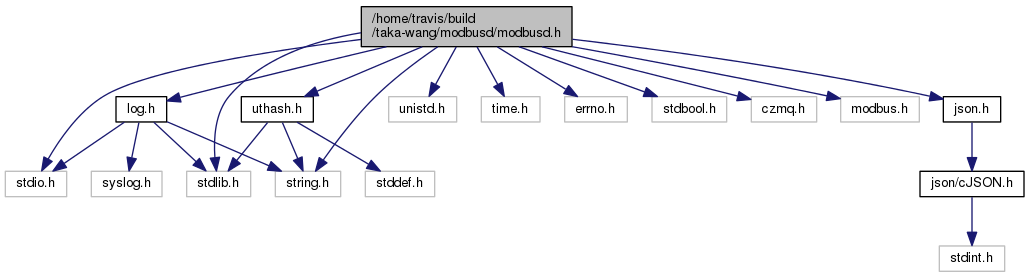 /home/travis/build
/taka-wang/modbusd/modbusd.h
log.h
uthash.h
unistd.h
time.h
errno.h
stdbool.h
czmq.h
modbus.h
json.h
stdio.h
syslog.h
stdlib.h
string.h
stddef.h
json/cJSON.h
stdint.h